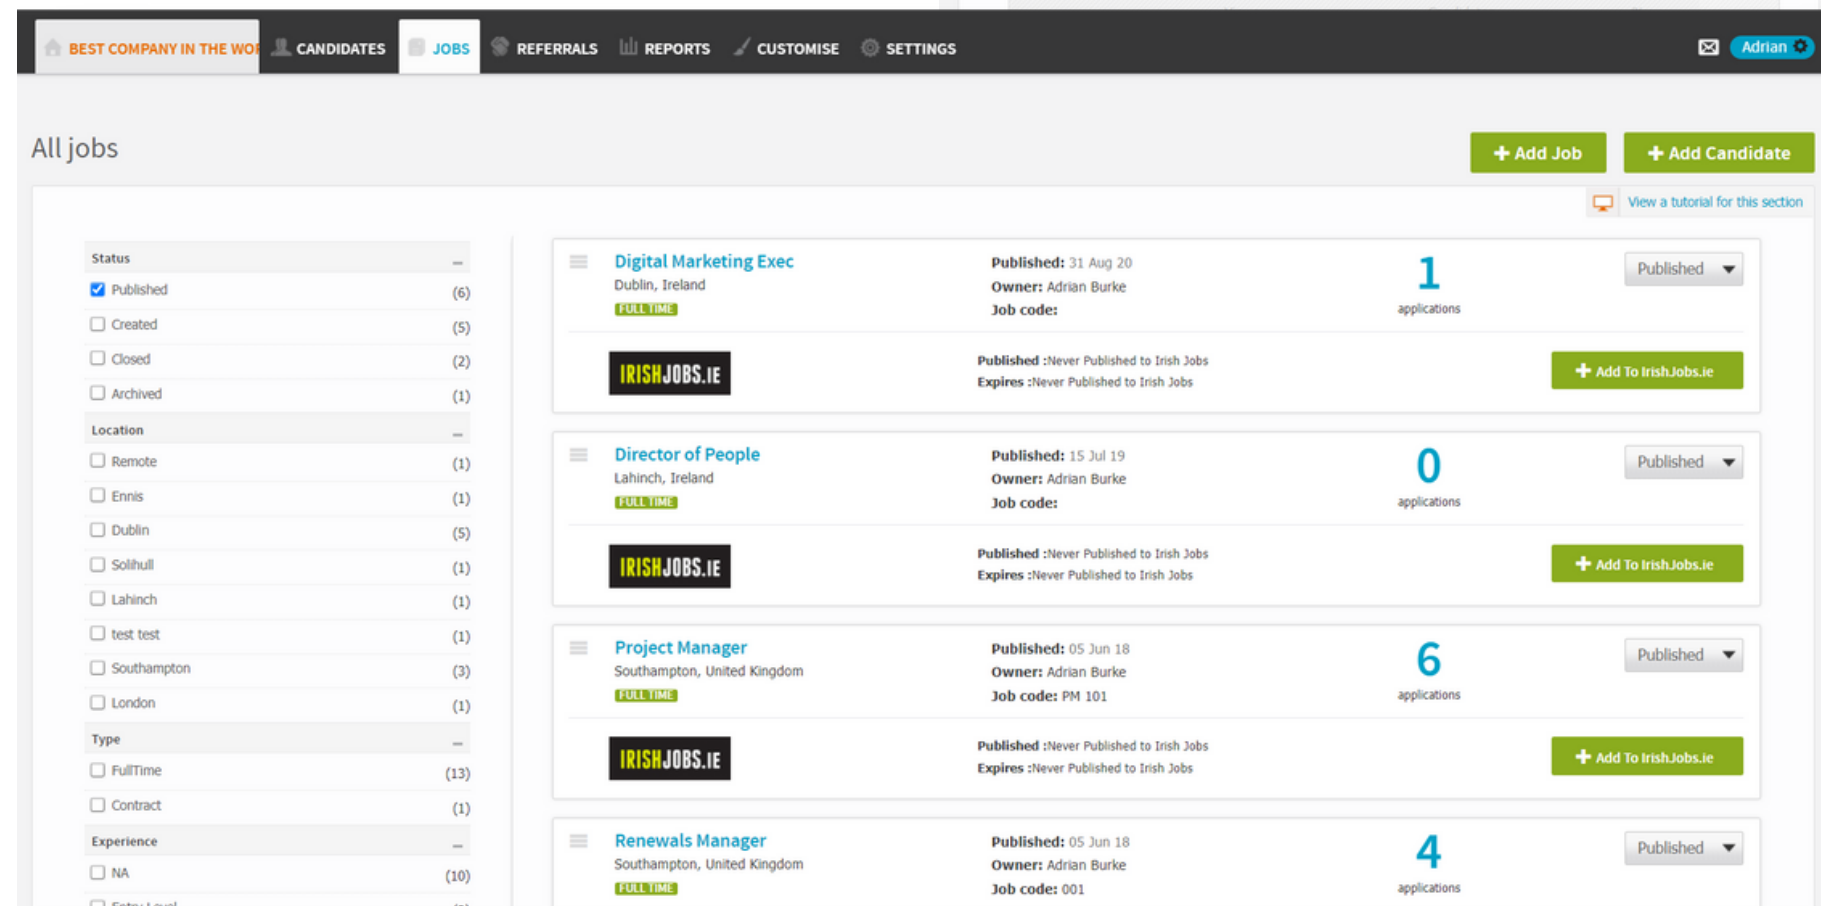 BEST COMPANY IN THE WOR CANDIDATES JOBS REFERRALS REPORTS CUSTOMISE SETTINGS Adrian
All jobs
+ Add Job + Add Candidate
View a tutorial for this section
Status
Published (6)
Created (5)
Closed (2)
Archived (1)
Location
Remote (1)
Ennis (1)
Dublin (5)
Solihull (1)
Lahinch (1)
test test (1)
Southampton (3)
London (1)
Type
FullTime (13)
Contract (1)
Experience
NA (10)
Entry Level
Digital Marketing Exec
Dublin, Ireland
FULL TIME
Published: 31 Aug 20
Owner: Adrian Burke
Job code:
1
applications
Published
IRISHJOBS.IE
Published :Never Published to Irish Jobs
Expires :Never Published to Irish Jobs
+ Add To IrishJobs.ie
Director of People
Lahinch, Ireland
FULL TIME
Published: 15 Jul 19
Owner: Adrian Burke
Job code:
0
applications
Published
IRISHJOBS.IE
Published :Never Published to Irish Jobs
Expires :Never Published to Irish Jobs
+ Add To IrishJobs.ie
Project Manager
Southampton, United Kingdom
FULL TIME
Published: 05 Jun 18
Owner: Adrian Burke
Job code: PM 101
6
applications
Published
IRISHJOBS.IE
Published :Never Published to Irish Jobs
Expires :Never Published to Irish Jobs
+ Add To IrishJobs.ie
Renewals Manager
Southampton, United Kingdom
FULL TIME
Published: 05 Jun 18
Owner: Adrian Burke
Job code: 001
4
applications
Published